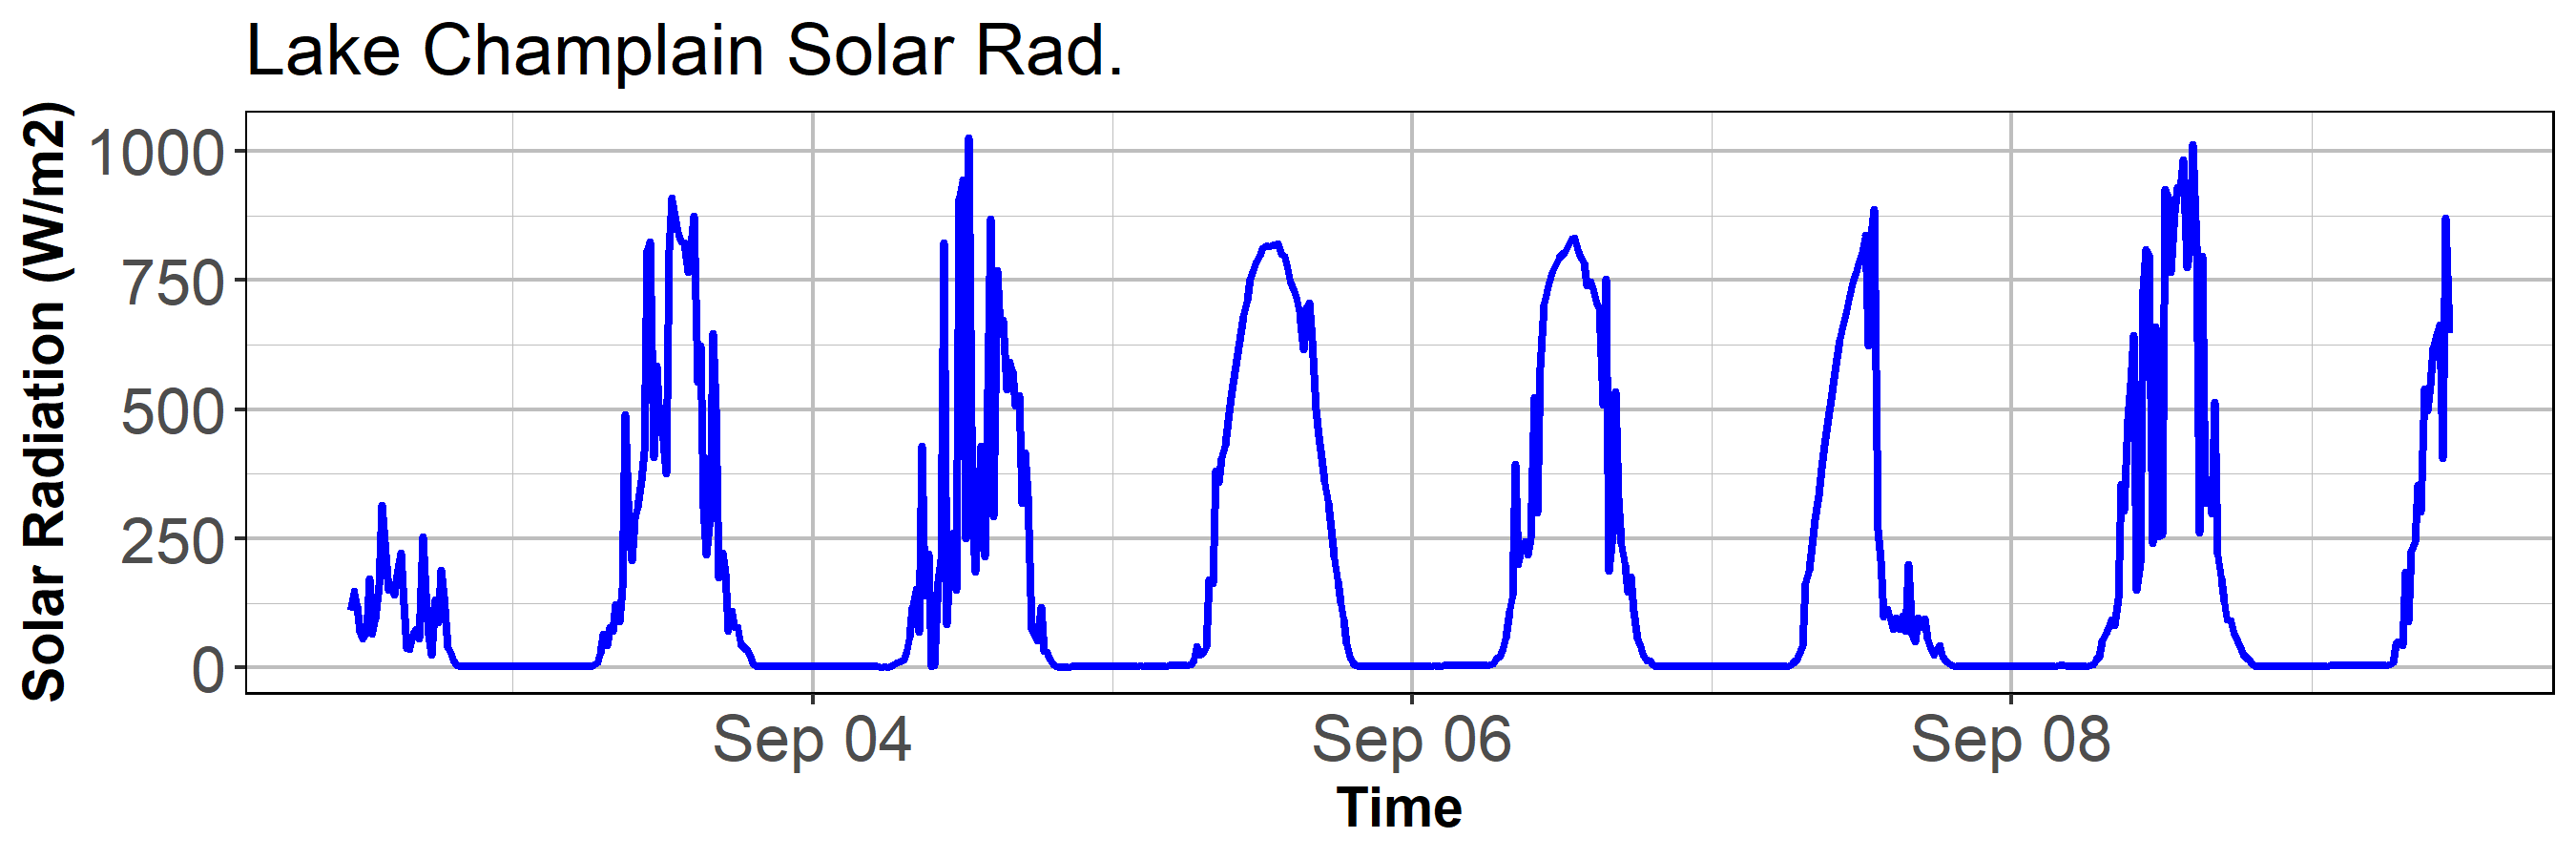 Lake Champlain Solar Rad.
Solar Radiation (W/m2)
1000
750
500
250
0
Sep 04 Sep 06 Sep 08
Time